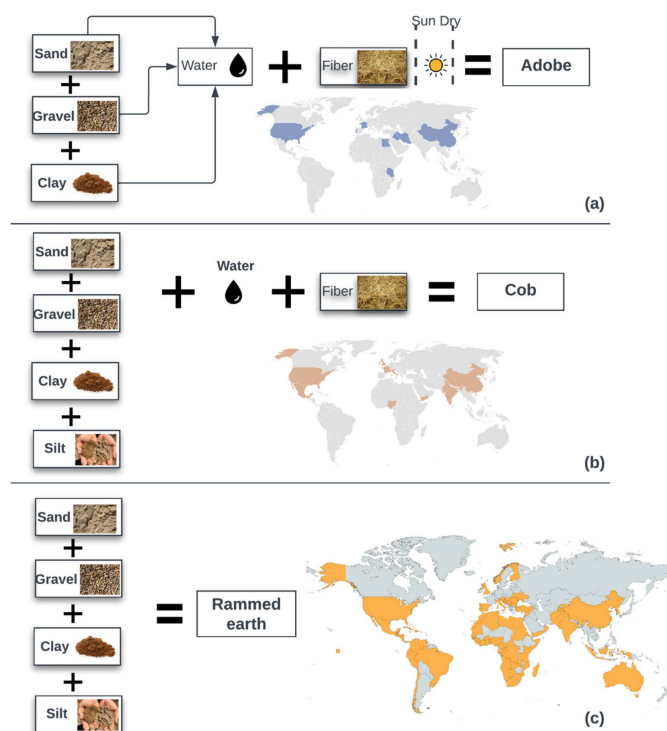 Sun Dry
Sand
Water
Fiber
Adobe
Gravel
Clay
(a)
Sand
Water
Gravel
Fiber
Cob
Clay
Silt
(b)
Sand
Gravel
Rammed
earth
Clay
Silt
(c)